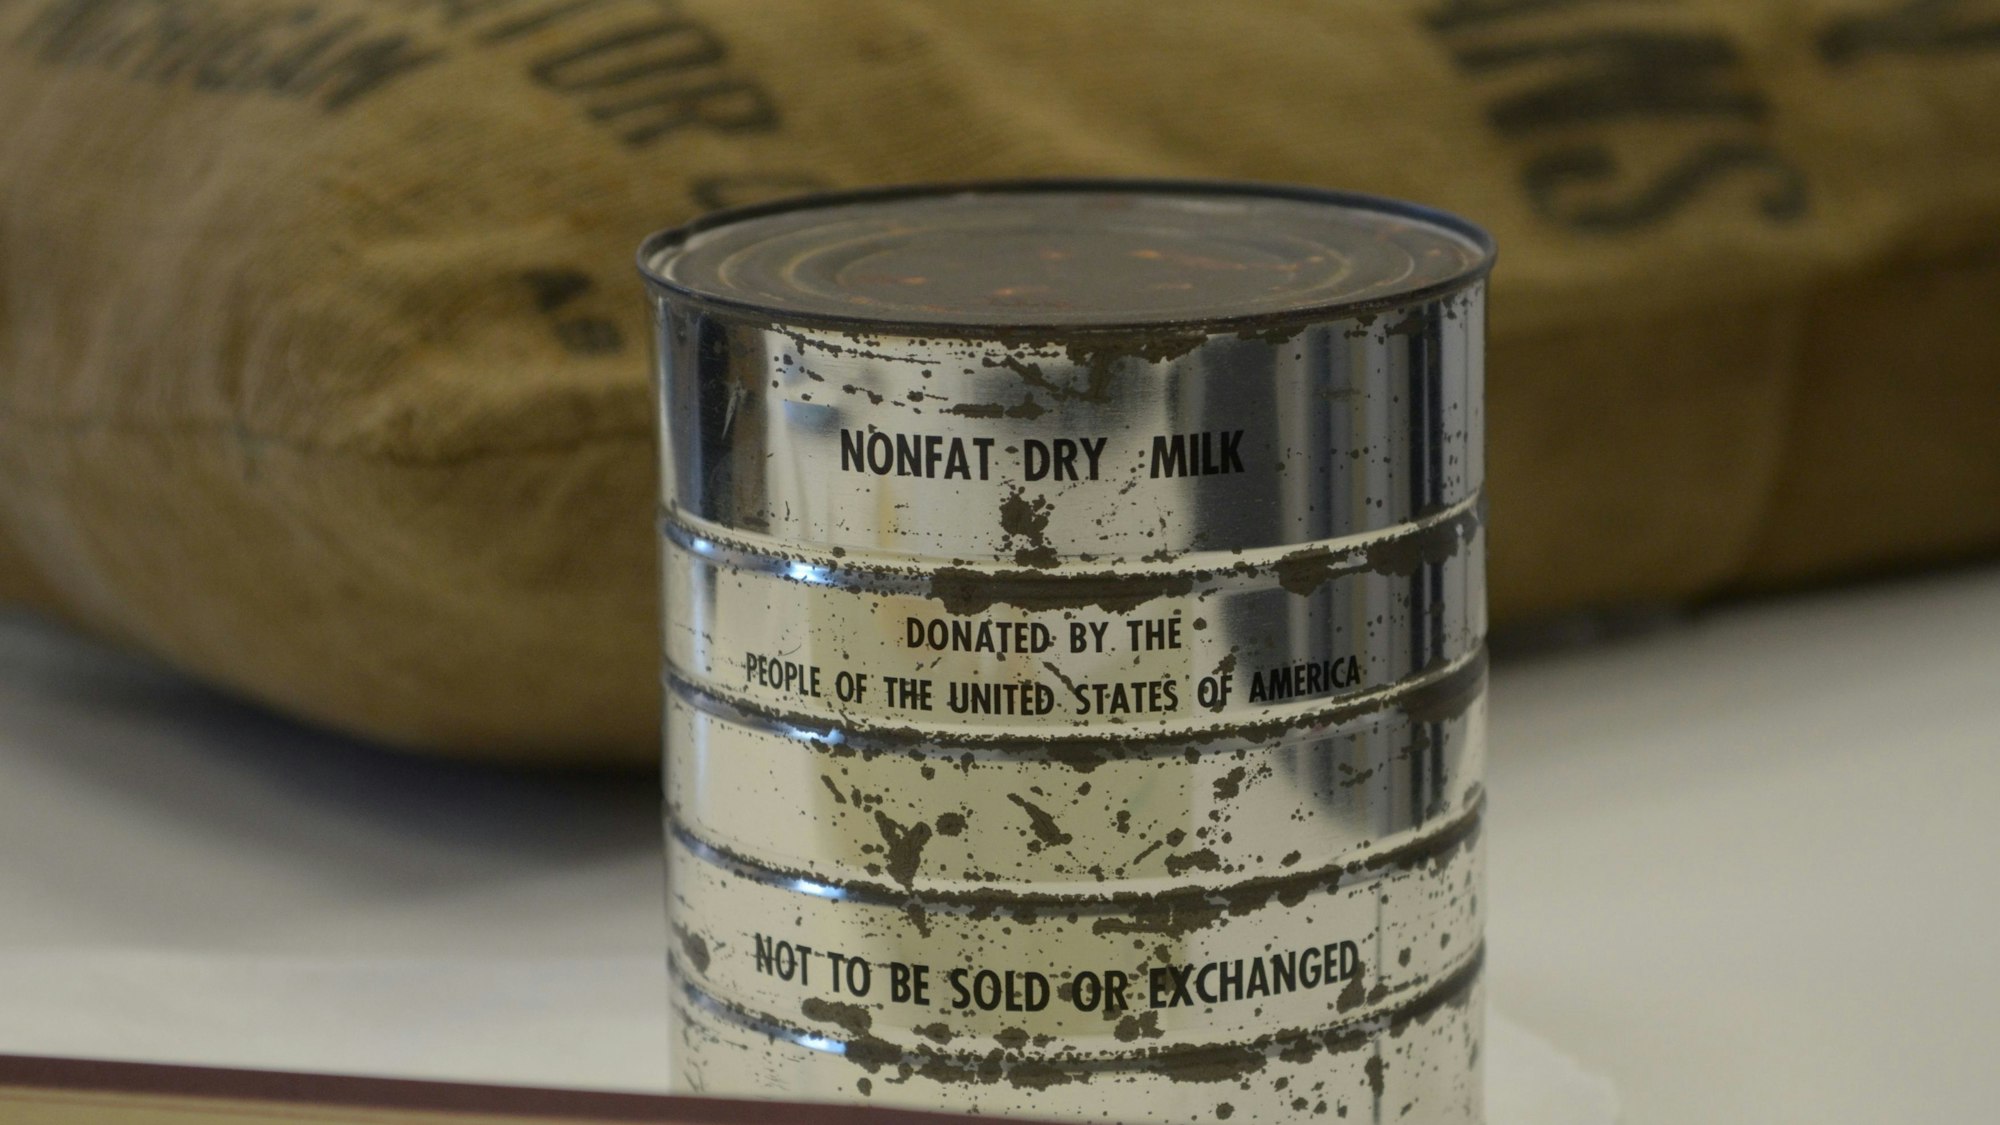 NONFAT DRY MILK
DONATED BY THE
PEOPLE OF THE UNITED STATES OF AMERICA
NOT TO BE SOLD OR EXCHANGED